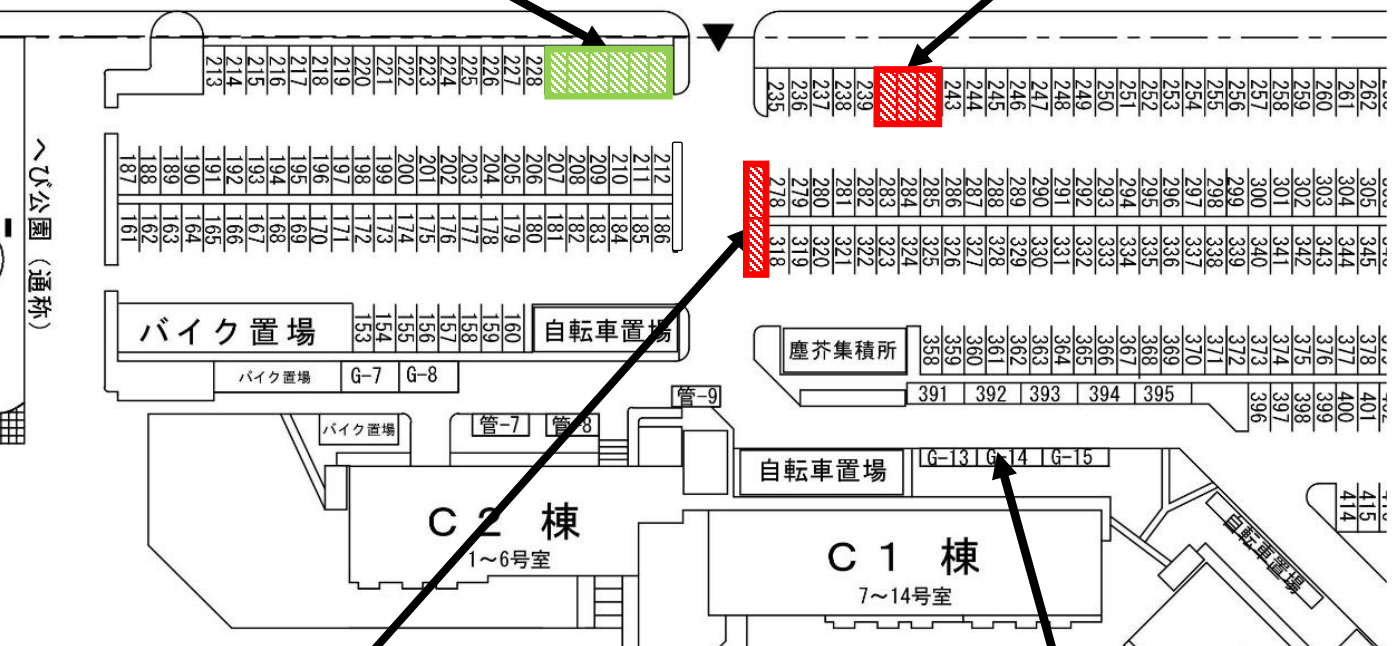 213 214 215 216 217 218 219 220 221 222 223 224 225 226 227 228
235 236 237 238 239 243 244 245 246 247 248 249 250 251 252 253 254 255 256 257 258 259 260 261 262
187 188 189 190 191 192 193 194 195 196 197 198 199 200 201 202 203 204 205 206 207 208 209 210 211 212
278 279 280 281 282 283 284 285 286 287 288 289 290 291 292 293 294 295 296 297 298 299 300 301 302 303 304 305
161 162 163 164 165 166 167 168 169 170 171 172 173 174 175 176 177 178 179 180 181 182 183 184 185 186
318 319 320 321 322 323 324 325 326 327 328 329 330 331 332 333 334 335 336 337 338 339 340 341 342 343 344 345
へび公園(通称)
バイク置場
153 154 155 156 157 158 159 160
自転車置場
塵芥集積所
358 359 360 361 362 363 364 365 366 367 368 369 370 371 372 373 374 375 376 377 378
バイク置場
G-7 G-8
管-9
391 392 393 394 395
396 397 398 399 400 401
バイク置場
管-7 管-8
自転車置場
G-13 G-14 G-15
414 415
C2 棟
1～6号室
C1 棟
7～14号室
自転車置場